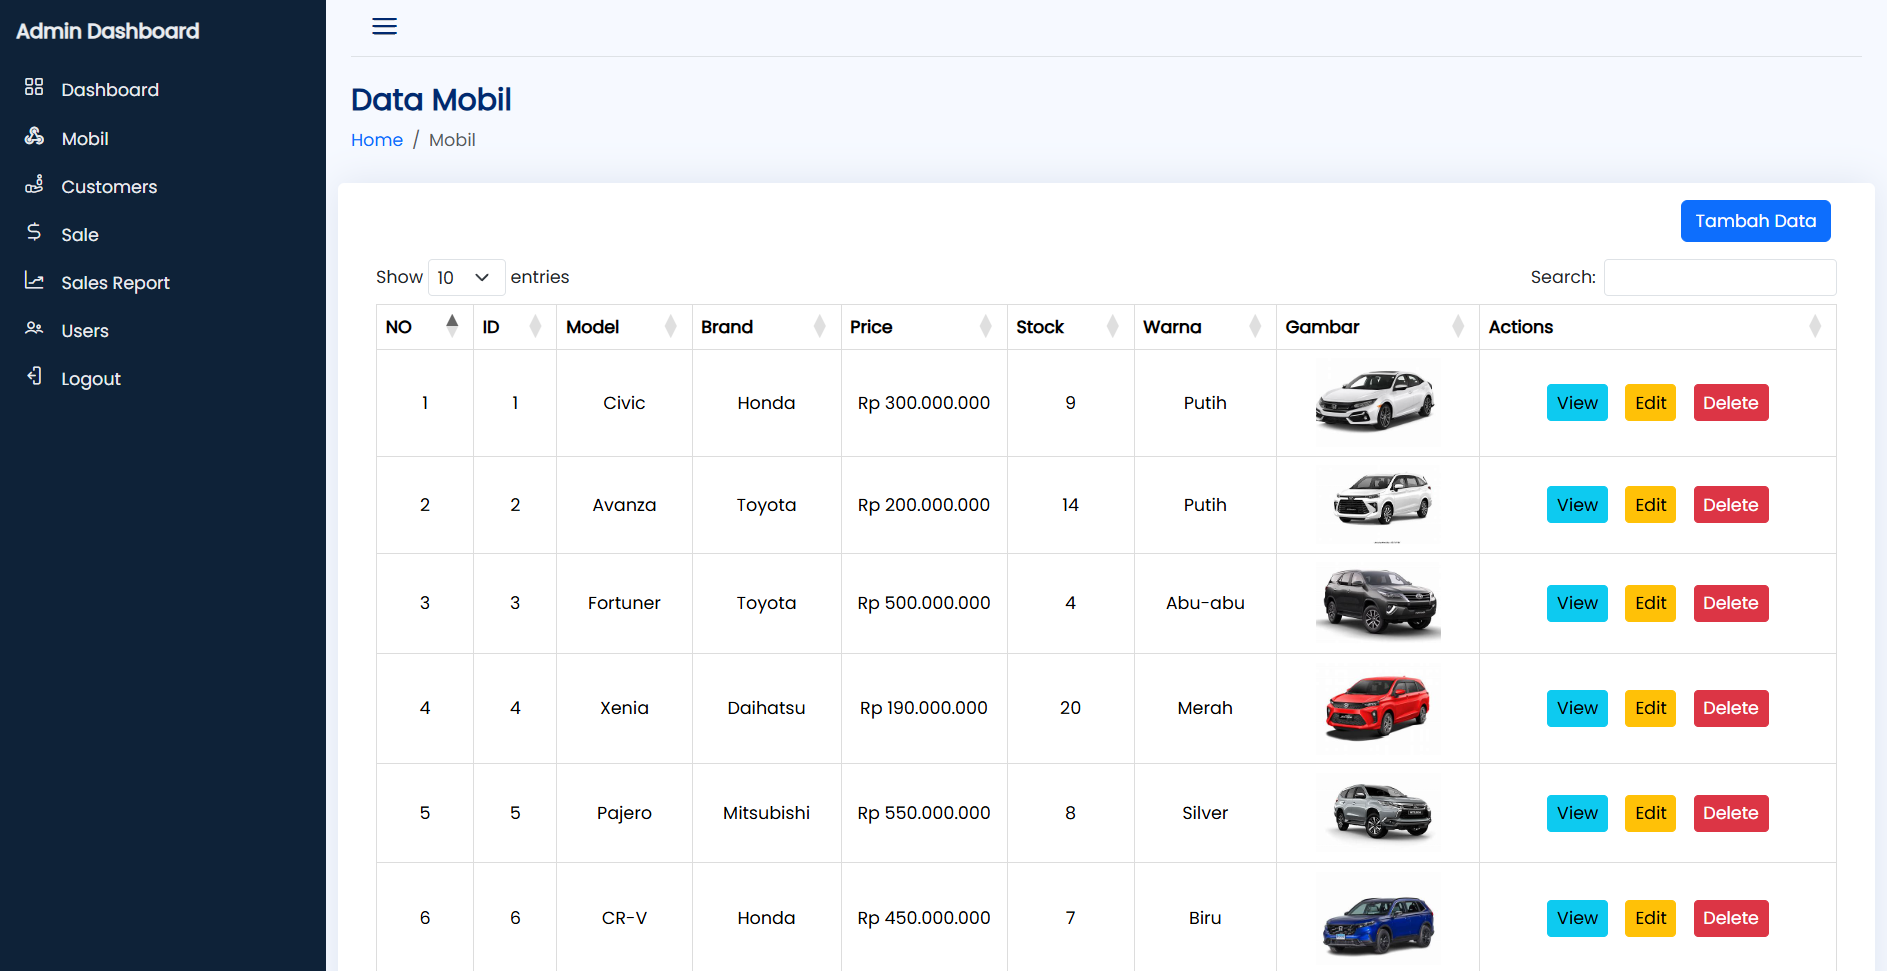 Admin Dashboard
Dashboard
Mobil
Customers
Sale
Sales Report
Users
Logout
Data Mobil
Home / Mobil
Tambah Data
Show 10 entries
Search:
NO ID Model Brand Price Stock Warna Gambar Actions
1 1 Civic Honda Rp 300.000.000 9 Putih View Edit Delete
2 2 Avanza Toyota Rp 200.000.000 14 Putih View Edit Delete
3 3 Fortuner Toyota Rp 500.000.000 4 Abu-abu View Edit Delete
4 4 Xenia Daihatsu Rp 190.000.000 20 Merah View Edit Delete
5 5 Pajero Mitsubishi Rp 550.000.000 8 Silver View Edit Delete
6 6 CR-V Honda Rp 450.000.000 7 Biru View Edit Delete